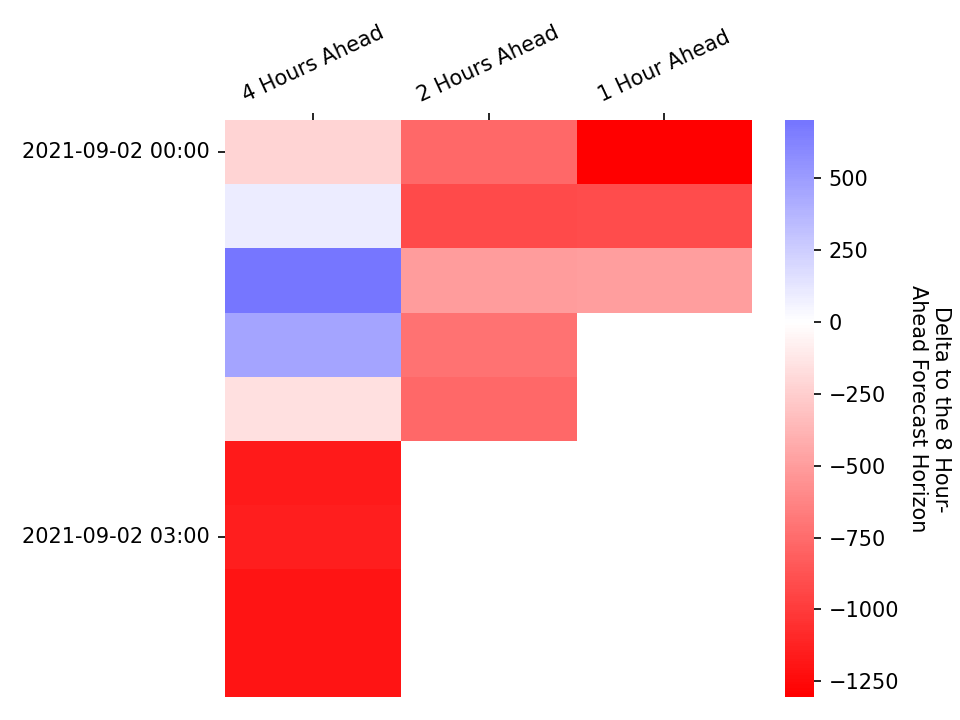 4 Hours Ahead
2 Hours Ahead
1 Hour Ahead
2021-09-02 00:00
2021-09-02 03:00
500
250
0
−250
−500
−750
−1000
−1250
Delta to the 8 Hour-
Ahead Forecast Horizon